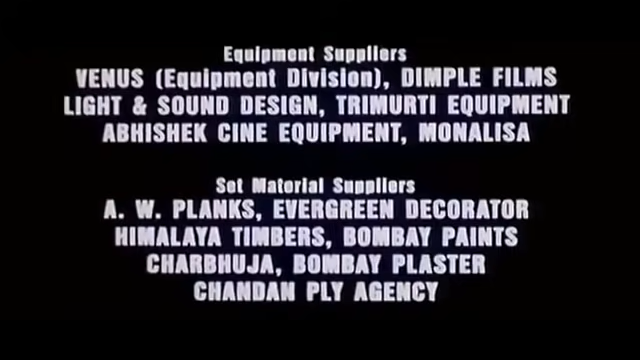 Equipment Suppliers
VENUS (Equipment Division), DIMPLE FILMS
LIGHT & SOUND DESIGN, TRIMURTI EQUIPMENT
ABHISHEK CINE EQUIPMENT, MONALISA
Set Material Suppliers
A. W. PLANKS, EVERGREEN DECORATOR
HIMALAYA TIMBERS, BOMBAY PAINTS
CHARBHUJA, BOMBAY PLASTER
CHANDAN PLY AGENCY